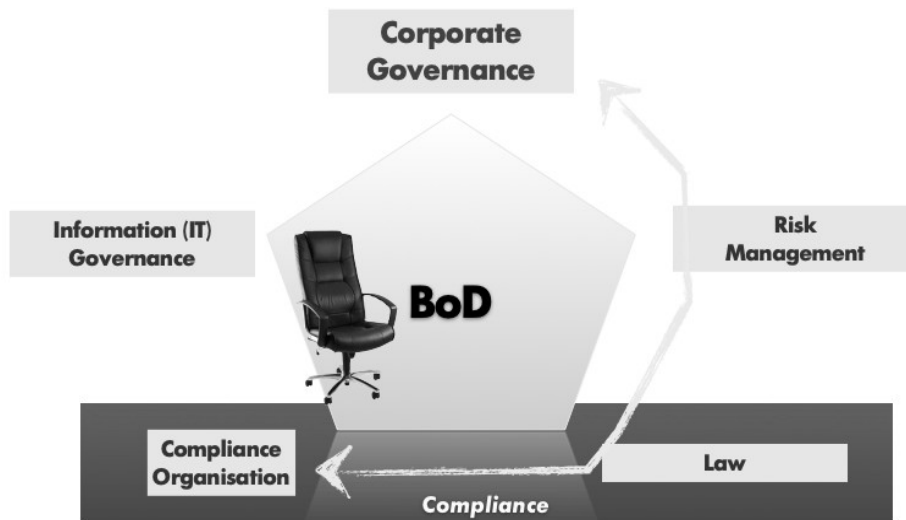 Corporate
Governance
Information (IT)
Governance
Risk
Management
BoD
Compliance
Organisation
Law
Compliance